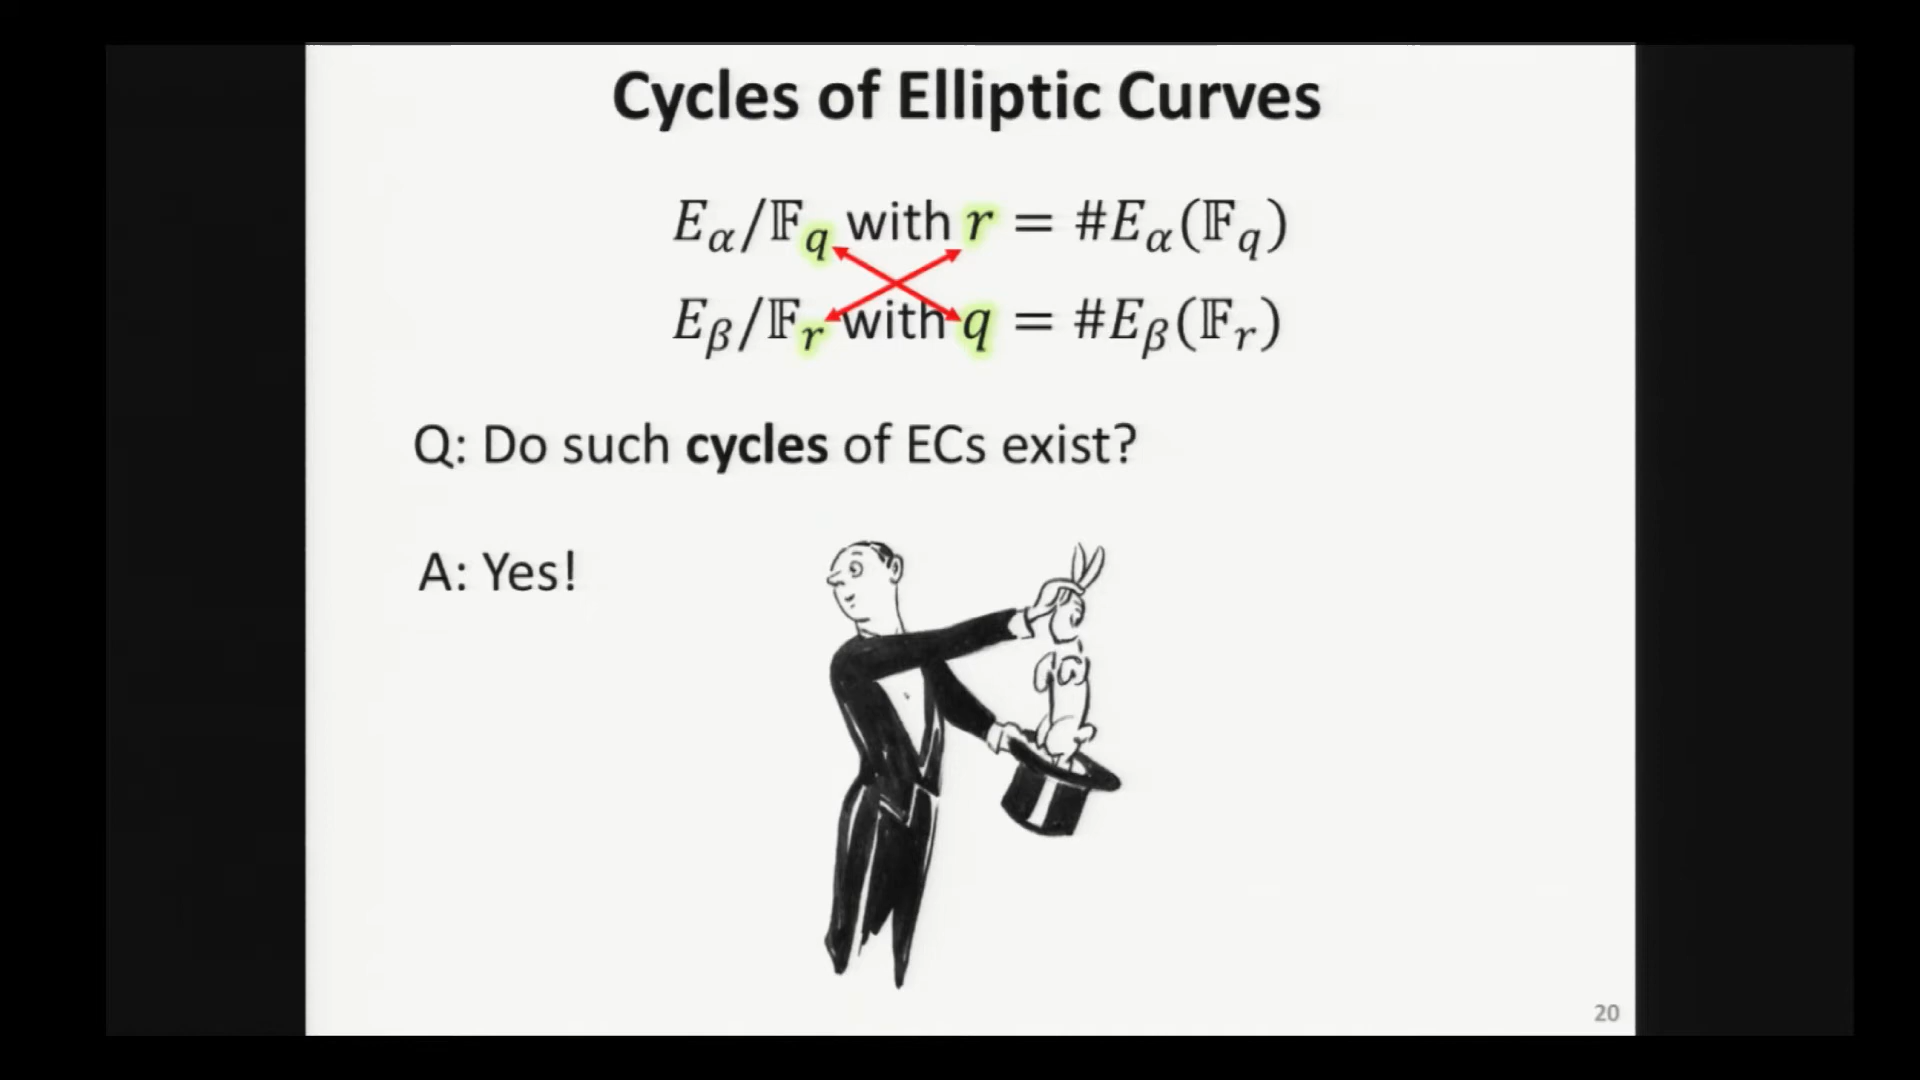 Cycles of Elliptic Curves
E_α/𝔽_q with r = #E_α(𝔽_q)
E_β/𝔽_r with q = #E_β(𝔽_r)
Q: Do such cycles of ECs exist?
A: Yes!
20